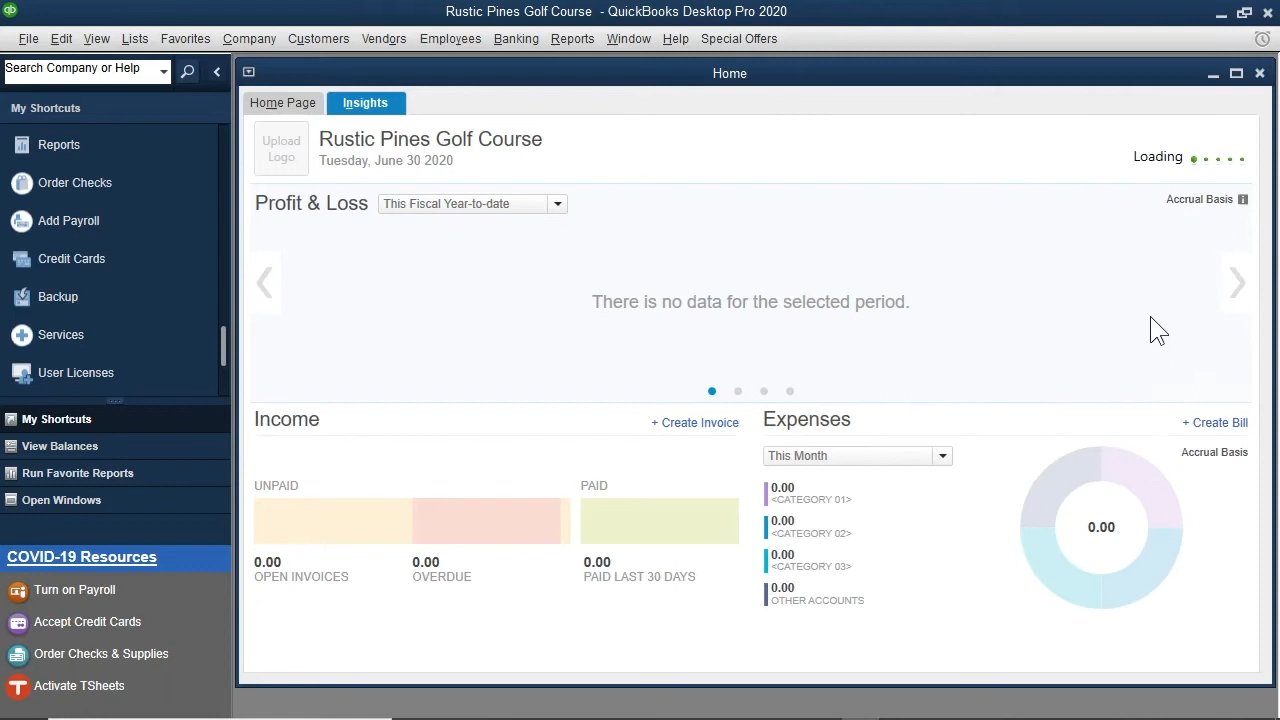 Rustic Pines Golf Course - QuickBooks Desktop Pro 2020
File Edit View Lists Favorites Company Customers Vendors Employees Banking Reports Window Help Special Offers
Search Company or Help
My Shortcuts
Reports
Order Checks
Add Payroll
Credit Cards
Backup
Services
User Licenses
My Shortcuts
View Balances
Run Favorite Reports
Open Windows
COVID-19 Resources
Turn on Payroll
Accept Credit Cards
Order Checks & Supplies
Activate TSheets
Home
Home Page Insights
Upload
Logo
Rustic Pines Golf Course
Tuesday, June 30 2020
Loading
Profit & Loss This Fiscal Year-to-date
Accrual Basis
There is no data for the selected period.
Income + Create Invoice
UNPAID PAID
0.00 0.00 0.00
OPEN INVOICES OVERDUE PAID LAST 30 DAYS
Expenses + Create Bill
This Month Accrual Basis
0.00
<CATEGORY 01>
0.00
<CATEGORY 02>
0.00
<CATEGORY 03>
0.00
OTHER ACCOUNTS
0.00